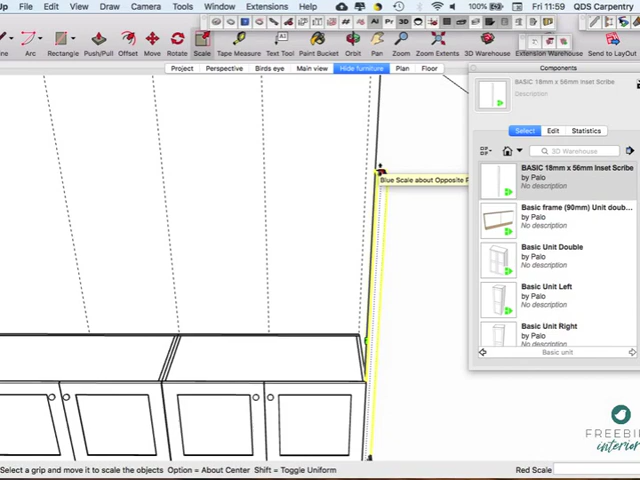 Up File Edit View Draw Camera Tools Window Extensions Help 100% Fri 11:59 QDS Carpentry
Arc Rectangle Push/Pull Offset Move Rotate Scale Tape Measure Text Tool Paint Bucket Orbit Pan Zoom Extents 3D Warehouse Extension Warehouse Send to LayOut
Project Perspective Birds eye Main view Hide furniture Plan Floor
Components
BASIC 18mm x 56mm Inset Scribe
Description
Select Edit Statistics
3D Warehouse
BASIC 18mm x 56mm Inset Scribe
by Palo
No description
Basic frame (90mm) Unit doub...
by Palo
No description
Basic Unit Double
by Palo
No description
Basic Unit Left
by Palo
No description
Basic Unit Right
by Palo
No description
Basic unit
Blue Scale about Opposite P
FREEBI
interior
Select a grip and move it to scale the objects Option = About Center Shift = Toggle Uniform Red Scale